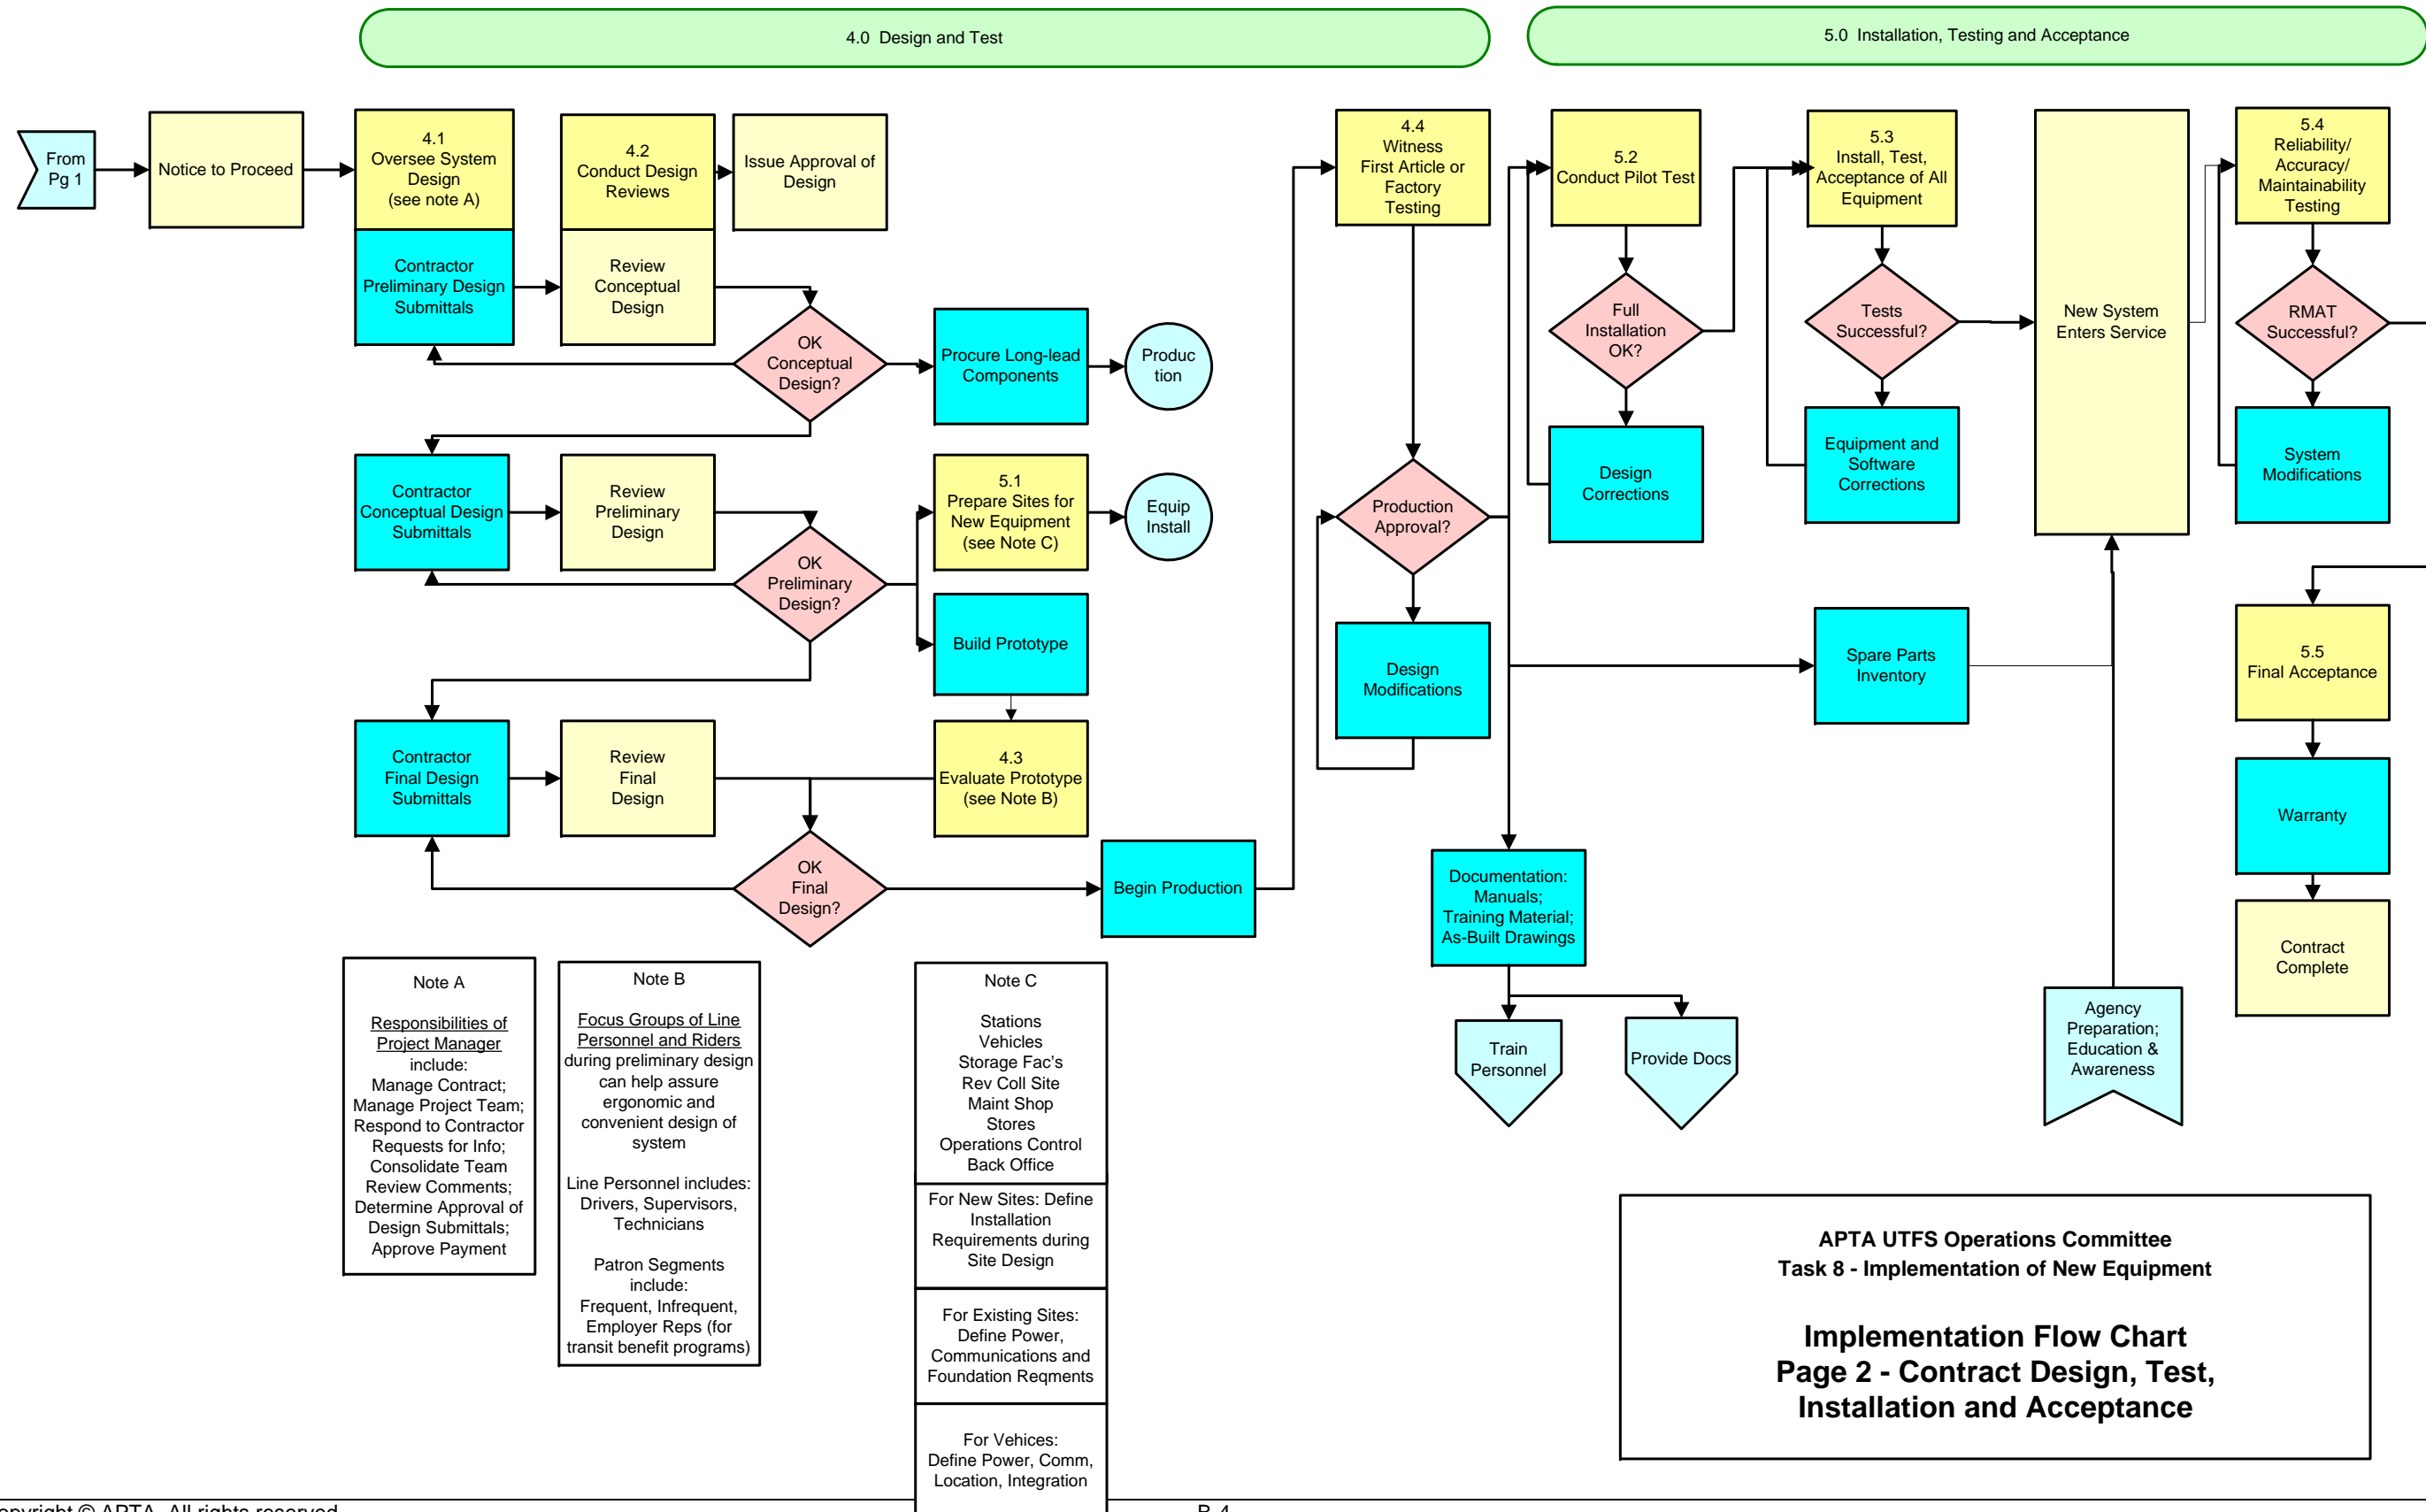 4.0 Design and Test
5.0 Installation, Testing and Acceptance
From
Pg 1
Notice to Proceed
4.1
Oversee System
Design
(see note A)
4.2
Conduct Design
Reviews
Issue Approval of
Design
Contractor
Preliminary Design
Submittals
Review
Conceptual
Design
OK
Conceptual
Design?
Procure Long-lead
Components
Produc
tion
Contractor
Conceptual Design
Submittals
Review
Preliminary
Design
OK
Preliminary
Design?
5.1
Prepare Sites for
New Equipment
(see Note C)
Equip
Install
Build Prototype
Contractor
Final Design
Submittals
Review
Final
Design
4.3
Evaluate Prototype
(see Note B)
OK
Final
Design?
Begin Production
4.4
Witness
First Article or
Factory
Testing
Production
Approval?
Design
Modifications
5.2
Conduct Pilot Test
Full
Installation
OK?
Design
Corrections
5.3
Install, Test,
Acceptance of All
Equipment
Tests
Successful?
Equipment and
Software
Corrections
New System
Enters Service
5.4
Reliability/
Accuracy/
Maintainability
Testing
RMAT
Successful?
System
Modifications
Spare Parts
Inventory
5.5
Final Acceptance
Warranty
Contract
Complete
Documentation:
Manuals;
Training Material;
As-Built Drawings
Train
Personnel
Provide Docs
Agency
Preparation;
Education &
Awareness
Note A
Responsibilities of
Project Manager
include:
Manage Contract;
Manage Project Team;
Respond to Contractor
Requests for Info;
Consolidate Team
Review Comments;
Determine Approval of
Design Submittals;
Approve Payment
Note B
Focus Groups of Line
Personnel and Riders
during preliminary design
can help assure
ergonomic and
convenient design of
system
Line Personnel includes:
Drivers, Supervisors,
Technicians
Patron Segments
include:
Frequent, Infrequent,
Employer Reps (for
transit benefit programs)
Note C
Stations
Vehicles
Storage Fac's
Rev Coll Site
Maint Shop
Stores
Operations Control
Back Office
For New Sites: Define
Installation
Requirements during
Site Design
For Existing Sites:
Define Power,
Communications and
Foundation Reqments
For Vehices:
Define Power, Comm,
Location, Integration
APTA UTFS Operations Committee
Task 8 - Implementation of New Equipment
Implementation Flow Chart
Page 2 - Contract Design, Test,
Installation and Acceptance
opyright © APTA. All rights reserved